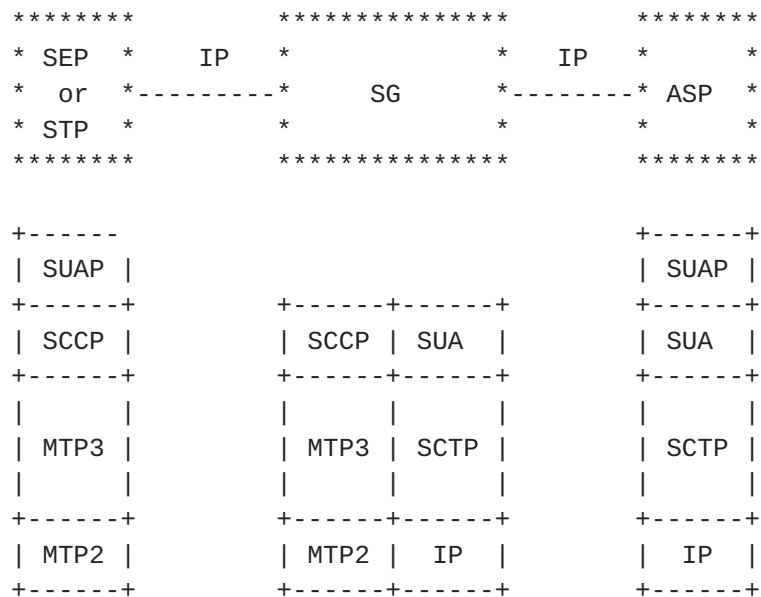 ********         ***************        ********
* SEP  *    IP   *             *   IP   *      *
*  or  *---------*      SG     *--------* ASP  *
* STP  *         *             *        *      *
********         ***************        ********

+------                                 +------+
| SUAP |                                | SUAP |
+------+         +------+------+        +------+
| SCCP |         | SCCP | SUA  |        | SUA  |
+------+         +------+------+        +------+
|      |         |      |      |        |      |
| MTP3 |         | MTP3 | SCTP |        | SCTP |
|      |         |      |      |        |      |
+------+         +------+------+        +------+
| MTP2 |         | MTP2 |  IP  |        |  IP  |
+------+         +------+------+        +------+